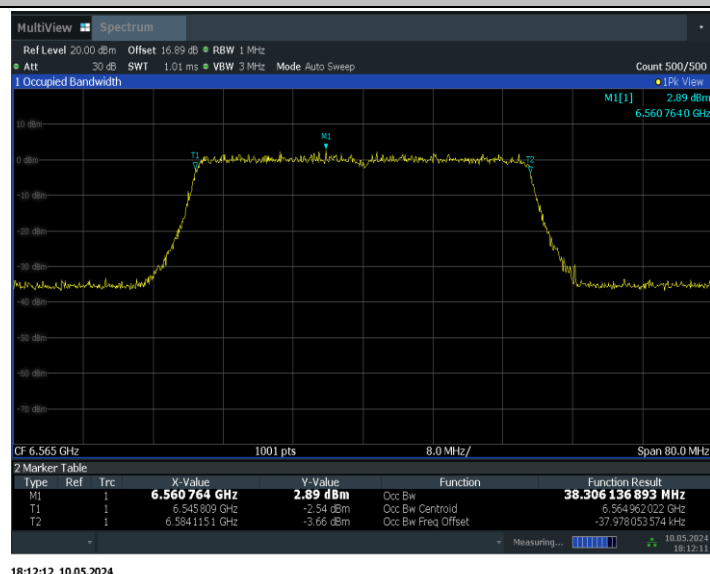 MultiView Spectrum
Ref Level 20.00 dBm Offset 16.89 dB RBW 1 MHz
Att 30 dB SWT 1.01 ms VBW 3 MHz Mode Auto Sweep Count 500/500
1 Occupied Bandwidth 1Pk View
M1[1] 2.89 dBm
6.5607640 GHz
10 dBm
M1
0 dBm
T1 T2
-10 dBm
-20 dBm
-30 dBm
-40 dBm
-50 dBm
-60 dBm
-70 dBm
CF 6.565 GHz 1001 pts 8.0 MHz/ Span 80.0 MHz
2 Marker Table
Type Ref Trc X-Value Y-Value Function Function Result
M1 1 6.560 764 GHz 2.89 dBm Occ Bw 38.306 136 893 MHz
T1 1 6.545 809 GHz -2.54 dBm Occ Bw Centroid 6.564 962 022 GHz
T2 1 6.584 115 1 GHz -3.66 dBm Occ Bw Freq Offset -37.978 053 574 kHz
Measuring... 10.05.2024
18:12:11
18:12:12 10.05.2024